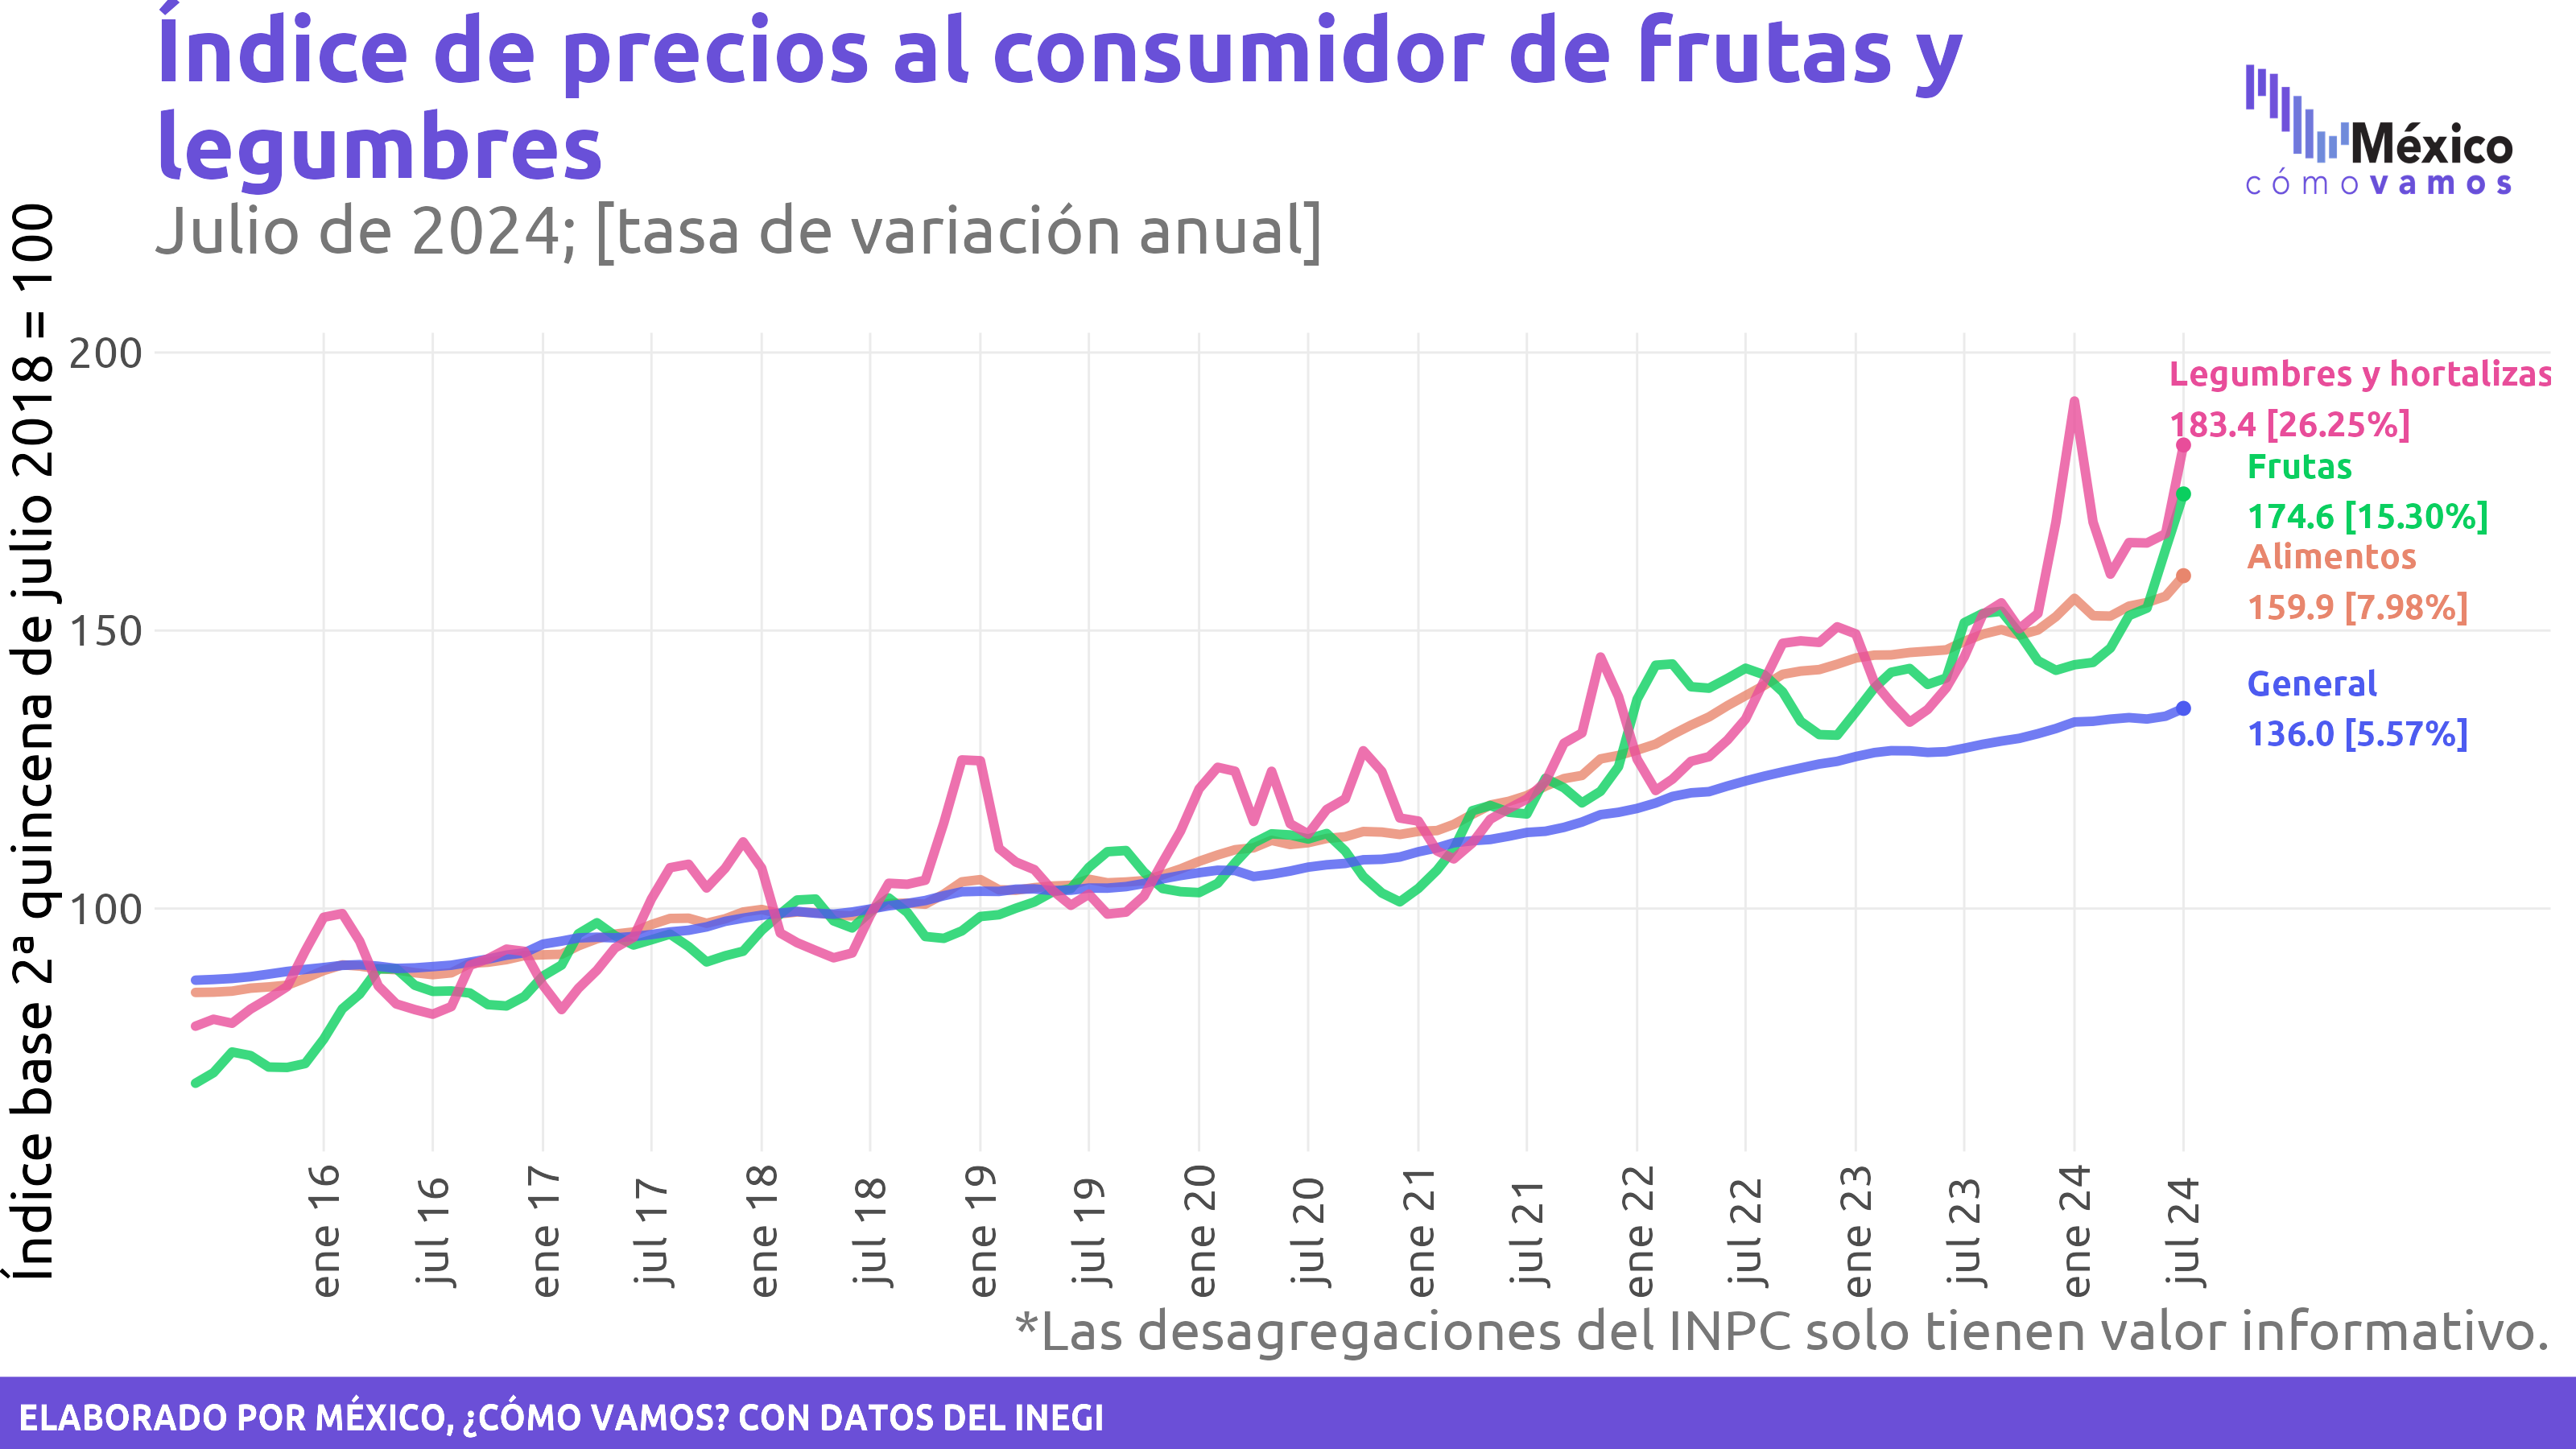 Índice de precios al consumidor de frutas y
legumbres
Julio de 2024; [tasa de variación anual]
México
cómo vamos
Índice base 2ª quincena de julio 2018 = 100
200
150
100
Legumbres y hortalizas
183.4 [26.25%]
Frutas
174.6 [15.30%]
Alimentos
159.9 [7.98%]
General
136.0 [5.57%]
ene 16
jul 16
ene 17
jul 17
ene 18
jul 18
ene 19
jul 19
ene 20
jul 20
ene 21
jul 21
ene 22
jul 22
ene 23
jul 23
ene 24
jul 24
*Las desagregaciones del INPC solo tienen valor informativo.
ELABORADO POR MÉXICO, ¿CÓMO VAMOS? CON DATOS DEL INEGI